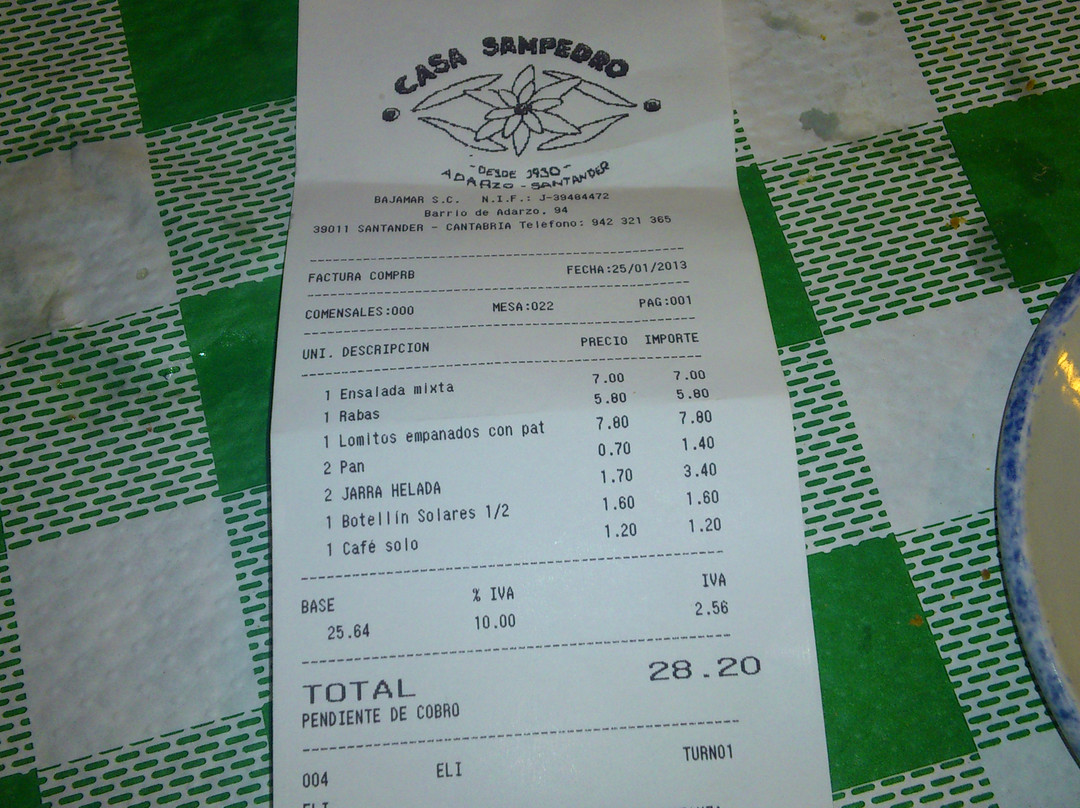 CASA SAMPEDRO
-DESDE 1930-
ADARZO - SANTANDER
BAJAMAR S.C. N.I.F.: J-39484472
Barrio de Adarzo, 94
39011 SANTANDER - CANTABRIA Telefono: 942 321 365
FACTURA COMPRB FECHA:25/01/2013
COMENSALES:000 MESA:022 PAG:001
UNI. DESCRIPCION PRECIO IMPORTE
1 Ensalada mixta 7.00 7.00
1 Rabas 5.80 5.80
1 Lomitos empanados con pat 7.80 7.80
2 Pan 0.70 1.40
2 JARRA HELADA 1.70 3.40
1 Botellín Solares 1/2 1.60 1.60
1 Café solo 1.20 1.20
BASE % IVA IVA
25.64 10.00 2.56
TOTAL 28.20
PENDIENTE DE COBRO
004 ELI TURNO1
ELI